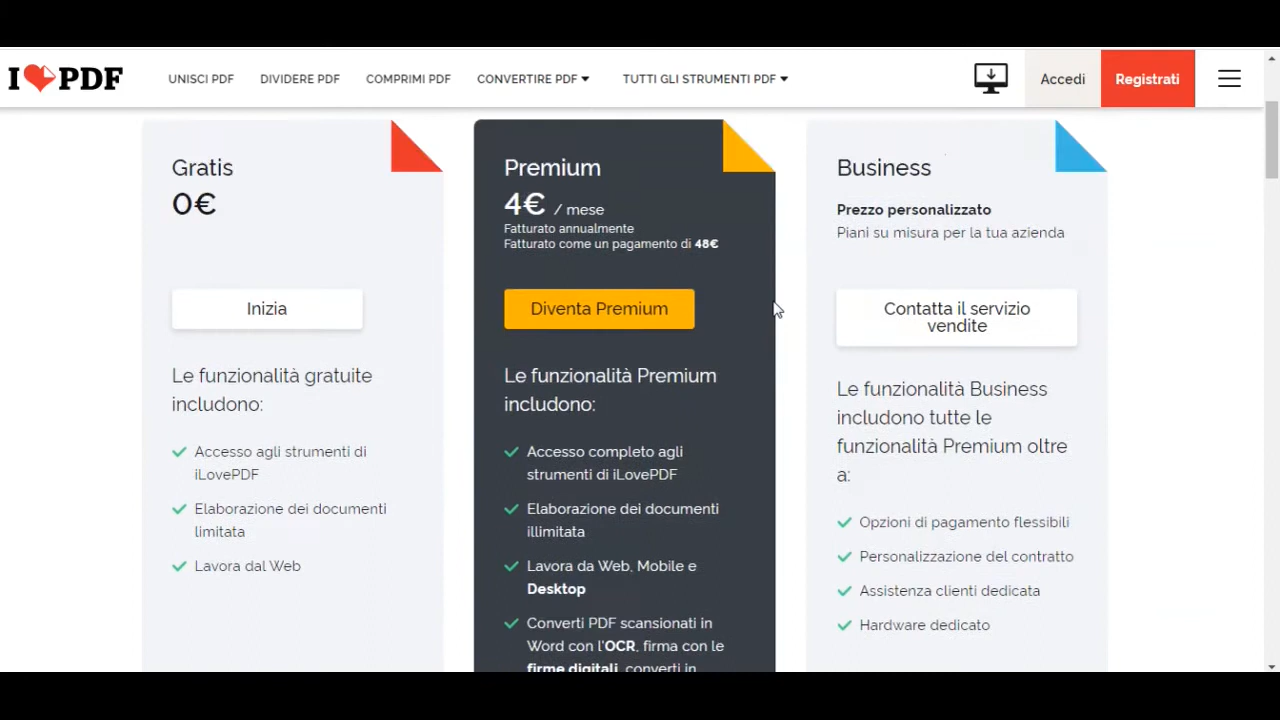 I PDF
UNISCI PDF
DIVIDERE PDF
COMPRIMI PDF
CONVERTIRE PDF
TUTTI GLI STRUMENTI PDF
Accedi
Registrati
Gratis
0€
Inizia
Le funzionalità gratuite
includono:
Accesso agli strumenti di
iLovePDF
Elaborazione dei documenti
limitata
Lavora dal Web
Premium
4€ / mese
Fatturato annualmente
Fatturato come un pagamento di 48€
Diventa Premium
Le funzionalità Premium
includono:
Accesso completo agli
strumenti di iLovePDF
Elaborazione dei documenti
illimitata
Lavora da Web, Mobile e
Desktop
Converti PDF scansionati in
Word con l'OCR, firma con le
firme digitali, converti in
Business
Prezzo personalizzato
Piani su misura per la tua azienda
Contatta il servizio
vendite
Le funzionalità Business
includono tutte le
funzionalità Premium oltre
a:
Opzioni di pagamento flessibili
Personalizzazione del contratto
Assistenza clienti dedicata
Hardware dedicato